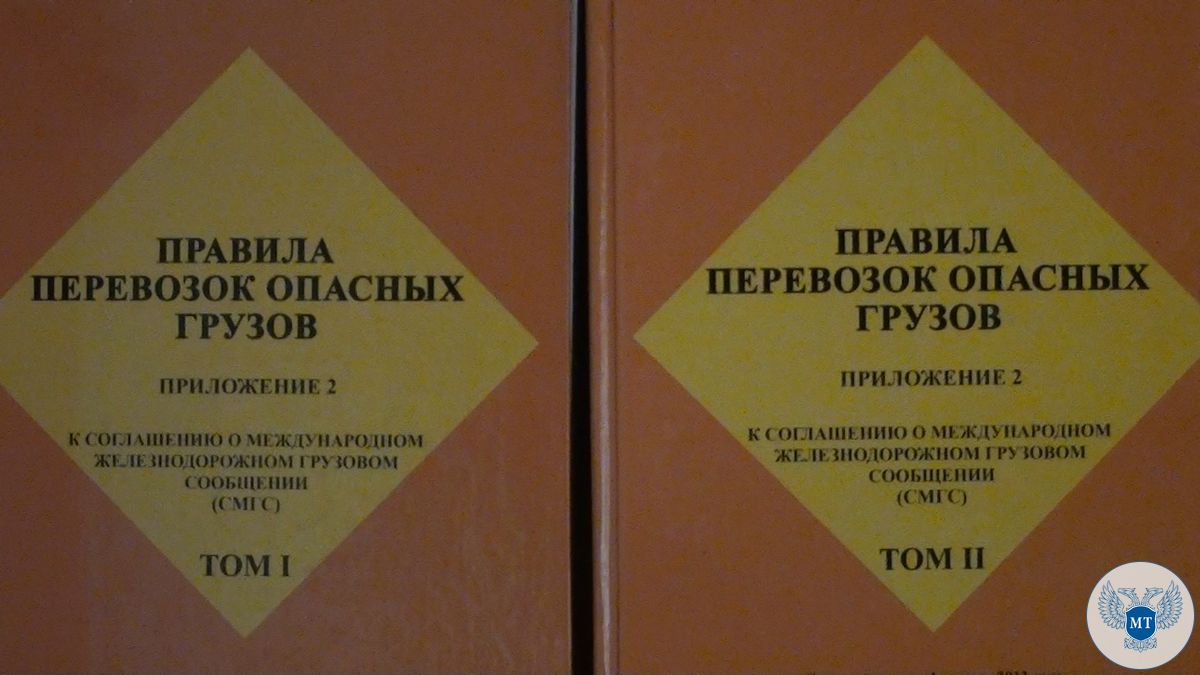 ПРАВИЛА
ПЕРЕВОЗОК ОПАСНЫХ
ГРУЗОВ
ПРИЛОЖЕНИЕ 2
К СОГЛАШЕНИЮ О МЕЖДУНАРОДНОМ
ЖЕЛЕЗНОДОРОЖНОМ ГРУЗОВОМ
СООБЩЕНИИ
(СМГС)
ТОМ I
ПРАВИЛА
ПЕРЕВОЗОК ОПАСНЫХ
ГРУЗОВ
ПРИЛОЖЕНИЕ 2
К СОГЛАШЕНИЮ О МЕЖДУНАРОДНОМ
ЖЕЛЕЗНОДОРОЖНОМ ГРУЗОВОМ
СООБЩЕНИИ
(СМГС)
ТОМ II
МТ